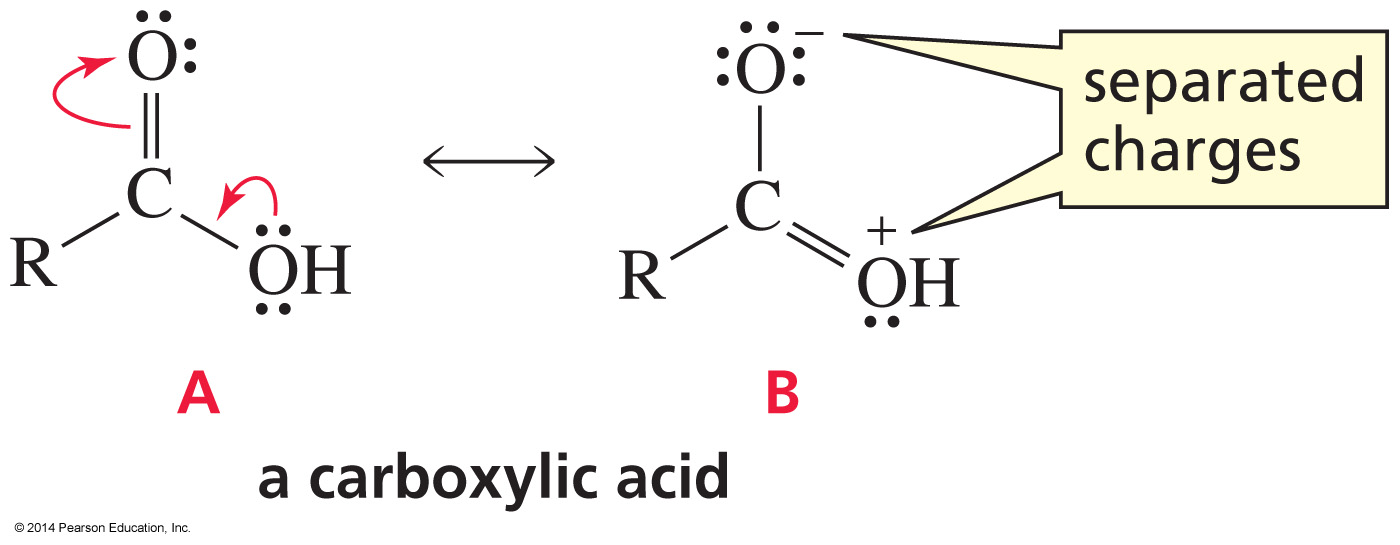 O
O −
separated
charges
C
C
+
R
OH
R
OH
A
B
a carboxylic acid
© 2014 Pearson Education, Inc.